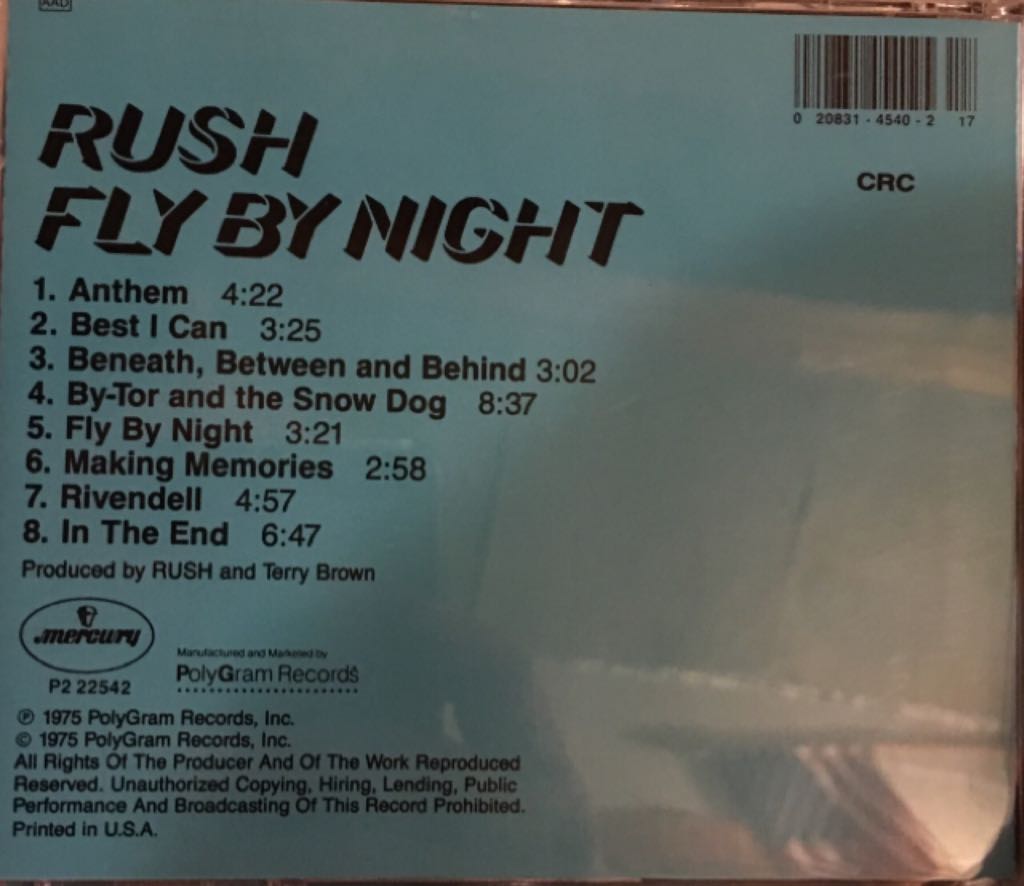 AAD
RUSH
FLY BY NIGHT
0 20831 - 4540 - 2 17
CRC
1. Anthem 4:22
2. Best I Can 3:25
3. Beneath, Between and Behind 3:02
4. By-Tor and the Snow Dog 8:37
5. Fly By Night 3:21
6. Making Memories 2:58
7. Rivendell 4:57
8. In The End 6:47
Produced by RUSH and Terry Brown
mercury
P2 22542
Manufactured and Marketed by
PolyGram Records
℗ 1975 PolyGram Records, Inc.
© 1975 PolyGram Records, Inc.
All Rights Of The Producer And Of The Work Reproduced
Reserved. Unauthorized Copying, Hiring, Lending, Public
Performance And Broadcasting Of This Record Prohibited.
Printed in U.S.A.